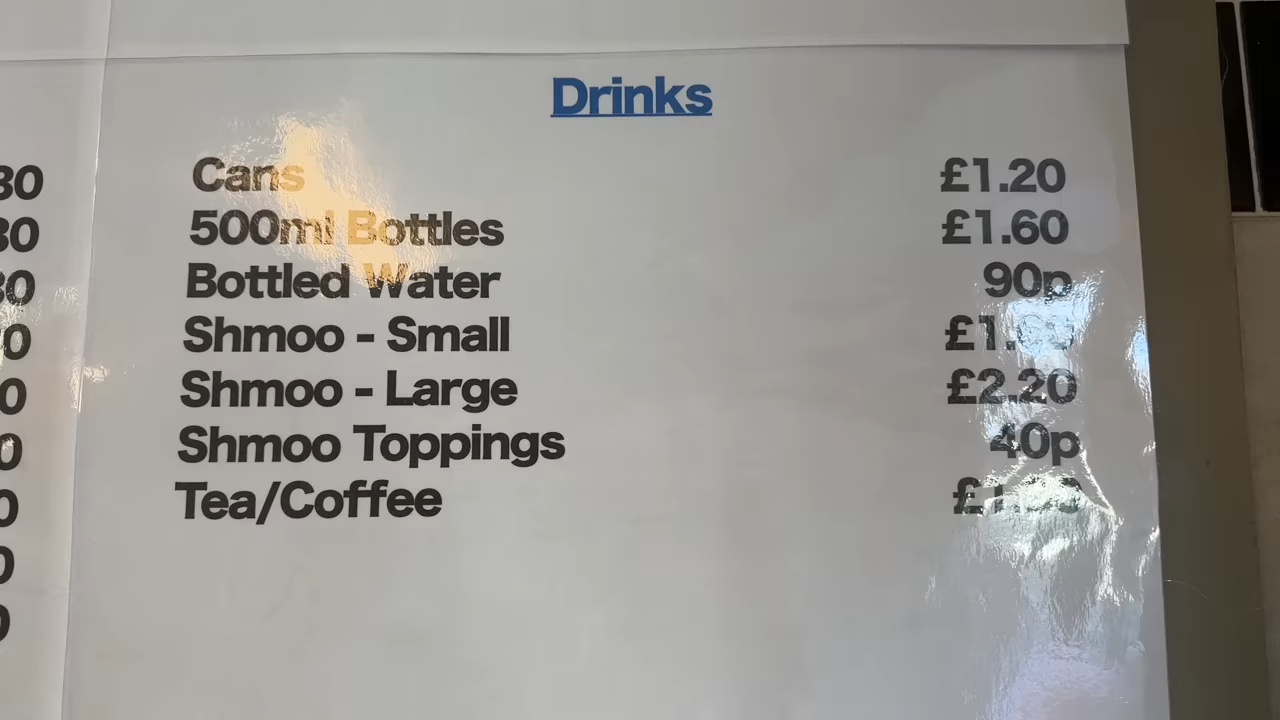 Drinks
Cans £1.20
500ml Bottles £1.60
Bottled Water 90p
Shmoo - Small
Shmoo - Large £2.20
Shmoo Toppings 40p
Tea/Coffee